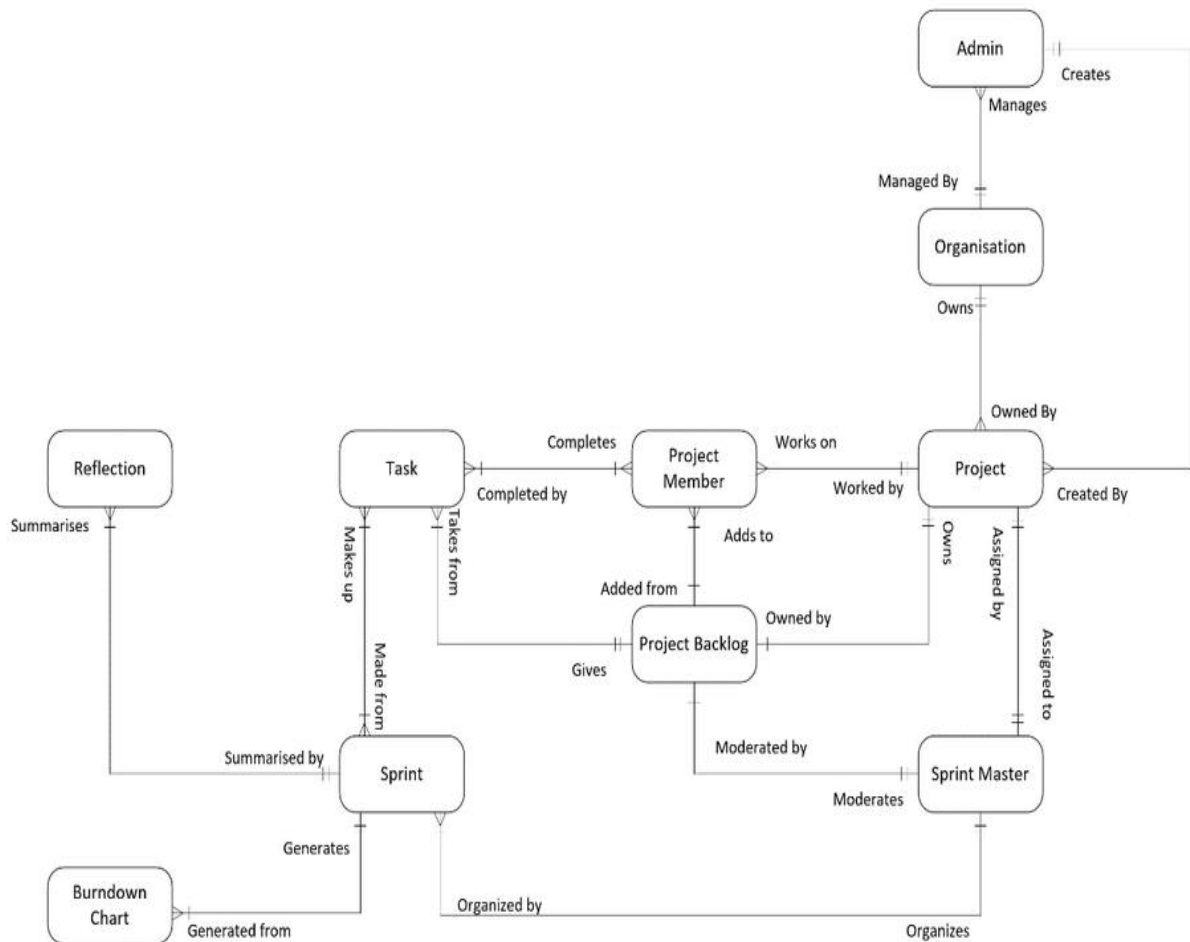 Admin
Creates
Manages
Managed By
Organisation
Owns
Owned By
Reflection
Task
Completes
Project
Member
Works on
Project
Summarises
Completed by
Worked by
Created By
Makes up
Takes from
Adds to
Owns
Assigned by
Added from
Project Backlog
Owned by
Gives
Made from
Assigned to
Summarised by
Sprint
Moderated by
Sprint Master
Moderates
Generates
Burndown
Chart
Organized by
Generated from
Organizes